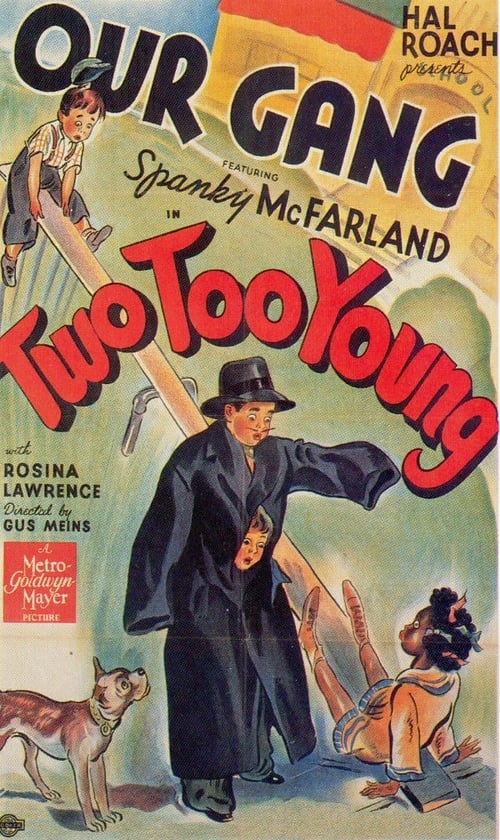 OUR GANG
HAL
ROACH
presents
SCHOOL
FEATURING
Spanky McFARLAND
IN
Two Too Young
with
ROSINA
LAWRENCE
Directed by
GUS MEINS
A
Metro-
Goldwyn-
Mayer
PICTURE